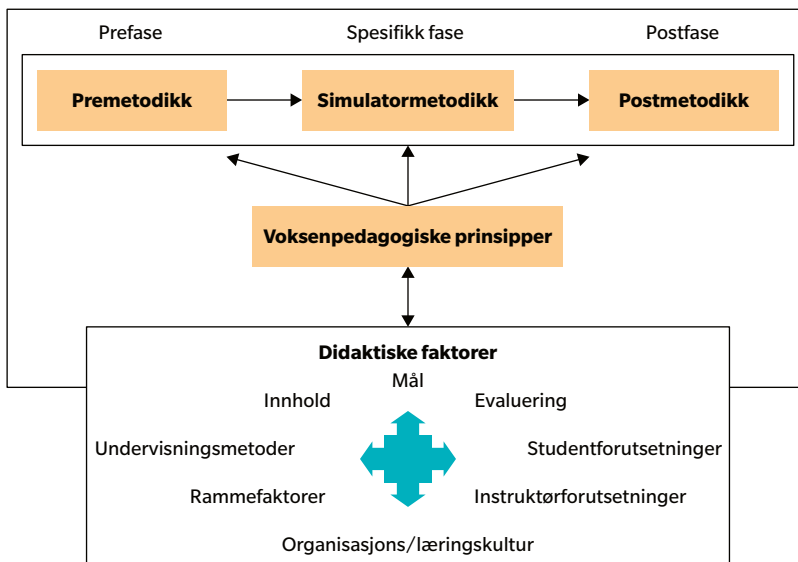 Prefase
Spesifikk fase
Postfase
Premetodikk
Simulatormetodikk
Postmetodikk
Voksenpedagogiske prinsipper
Didaktiske faktorer
Mål
Innhold
Evaluering
Undervisningsmetoder
Studentforutsetninger
Rammefaktorer
Instruktørforutsetninger
Organisasjons/læringskultur